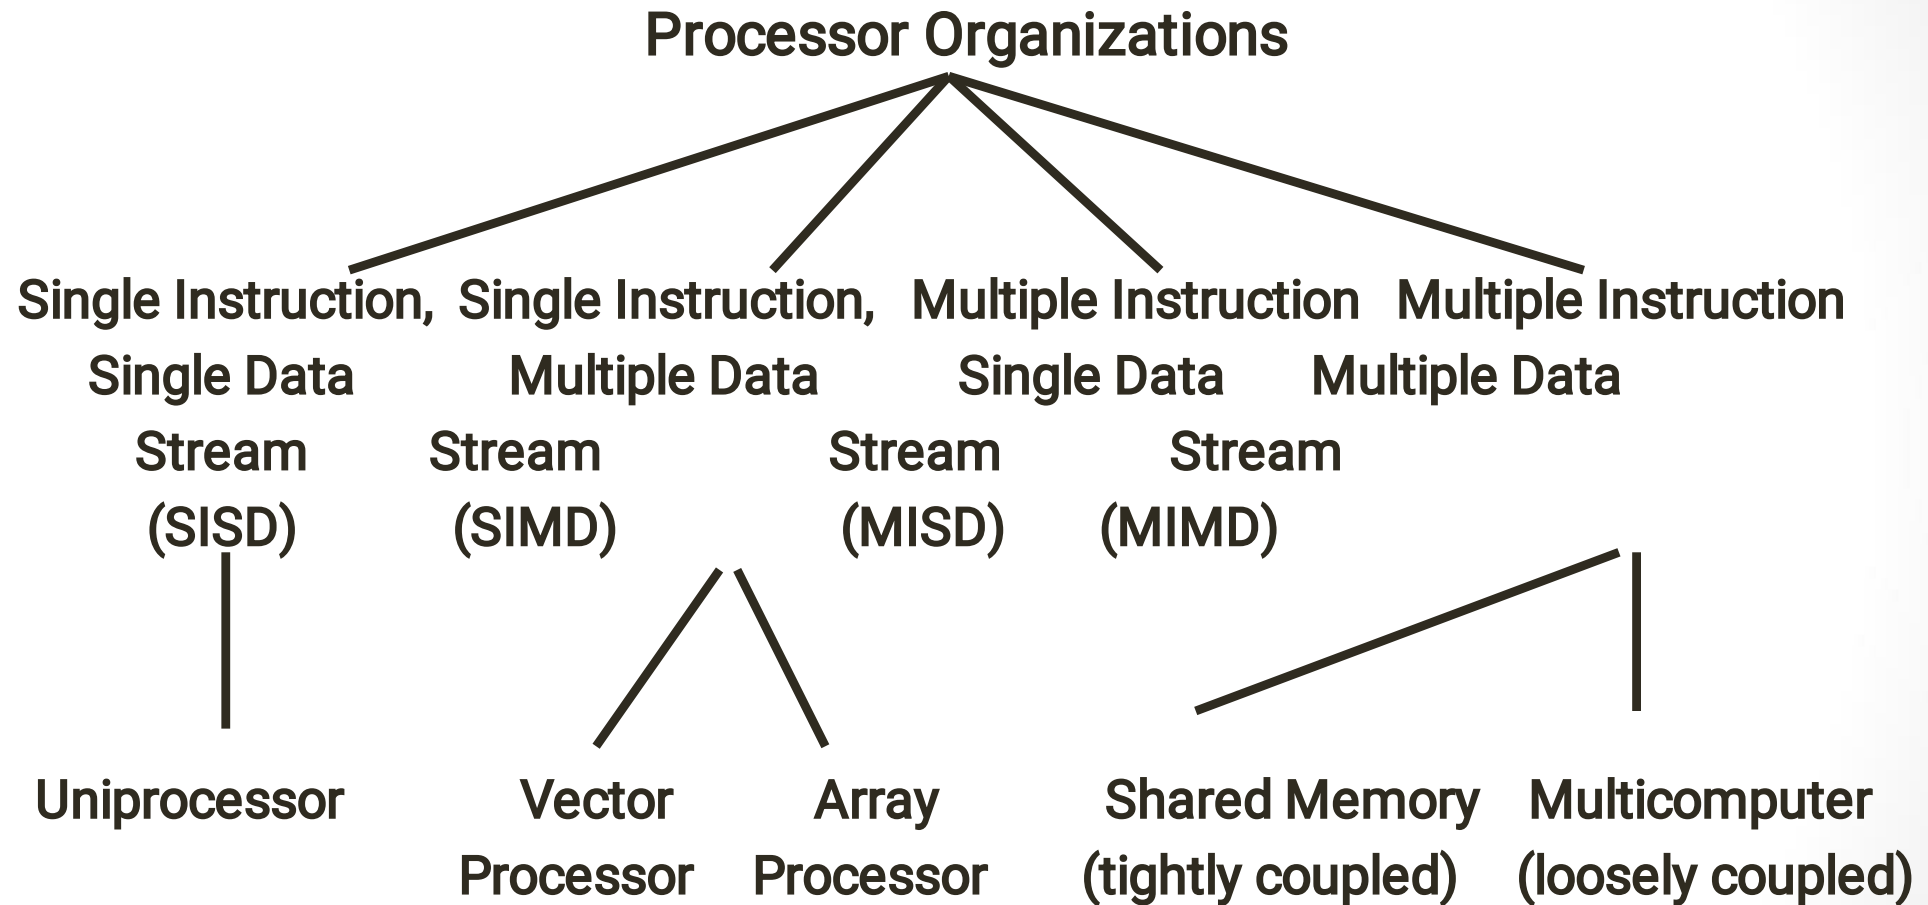 Processor Organizations
Single Instruction, Single Instruction, Multiple Instruction Multiple Instruction
Single Data Multiple Data Single Data Multiple Data
Stream Stream Stream Stream
(SISD) (SIMD) (MISD) (MIMD)
Uniprocessor Vector Array Shared Memory Multicomputer
Processor Processor (tightly coupled) (loosely coupled)